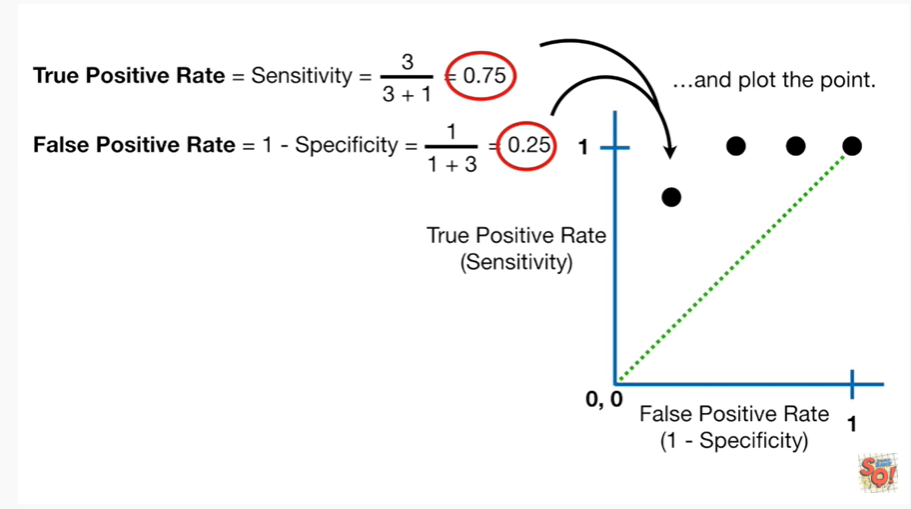 True Positive Rate = Sensitivity = 3 / 3 + 1 = 0.75
...and plot the point.
False Positive Rate = 1 - Specificity = 1 / 1 + 3 = 0.25
1
True Positive Rate
(Sensitivity)
0, 0
False Positive Rate
(1 - Specificity)
1
SQ!